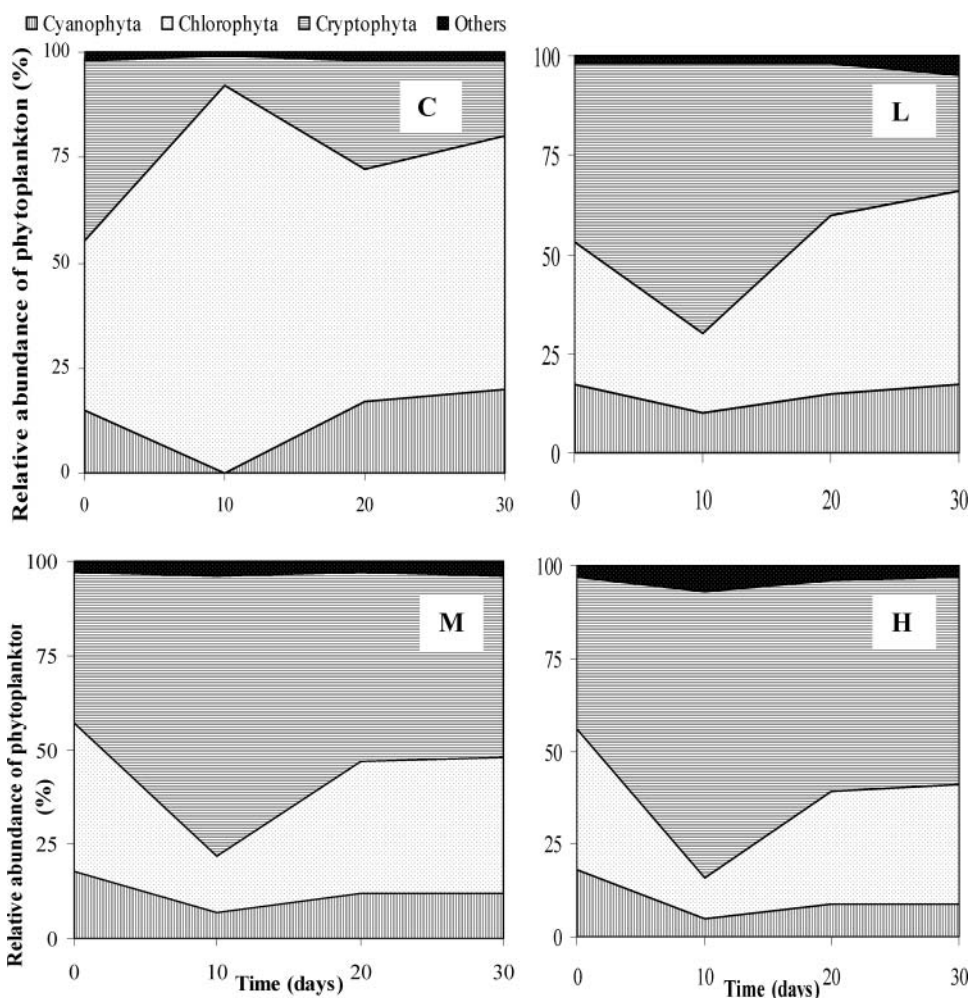 Cyanophyta Chlorophyta Cryptophyta Others
Relative abundance of phytoplankton (%)
100
75
50
25
0
C
0 10 20 30
100
75
50
25
0
L
0 10 20 30
Relative abundance of phytoplankton
(%)
100
75
50
25
0
M
0 10 20 30
Time (days)
100
75
50
25
0
H
0 10 20 30
Time (days)